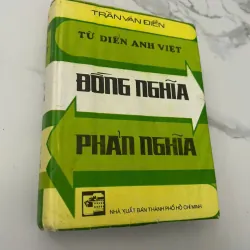 TRẦN VĂN ĐIỀN
TỪ ĐIỂN ANH VIỆT
ĐỒNG NGHĨA
PHẢN NGHĨA
NHÀ XUẤT BẢN THÀNH PHỐ HỒ CHÍ MINH